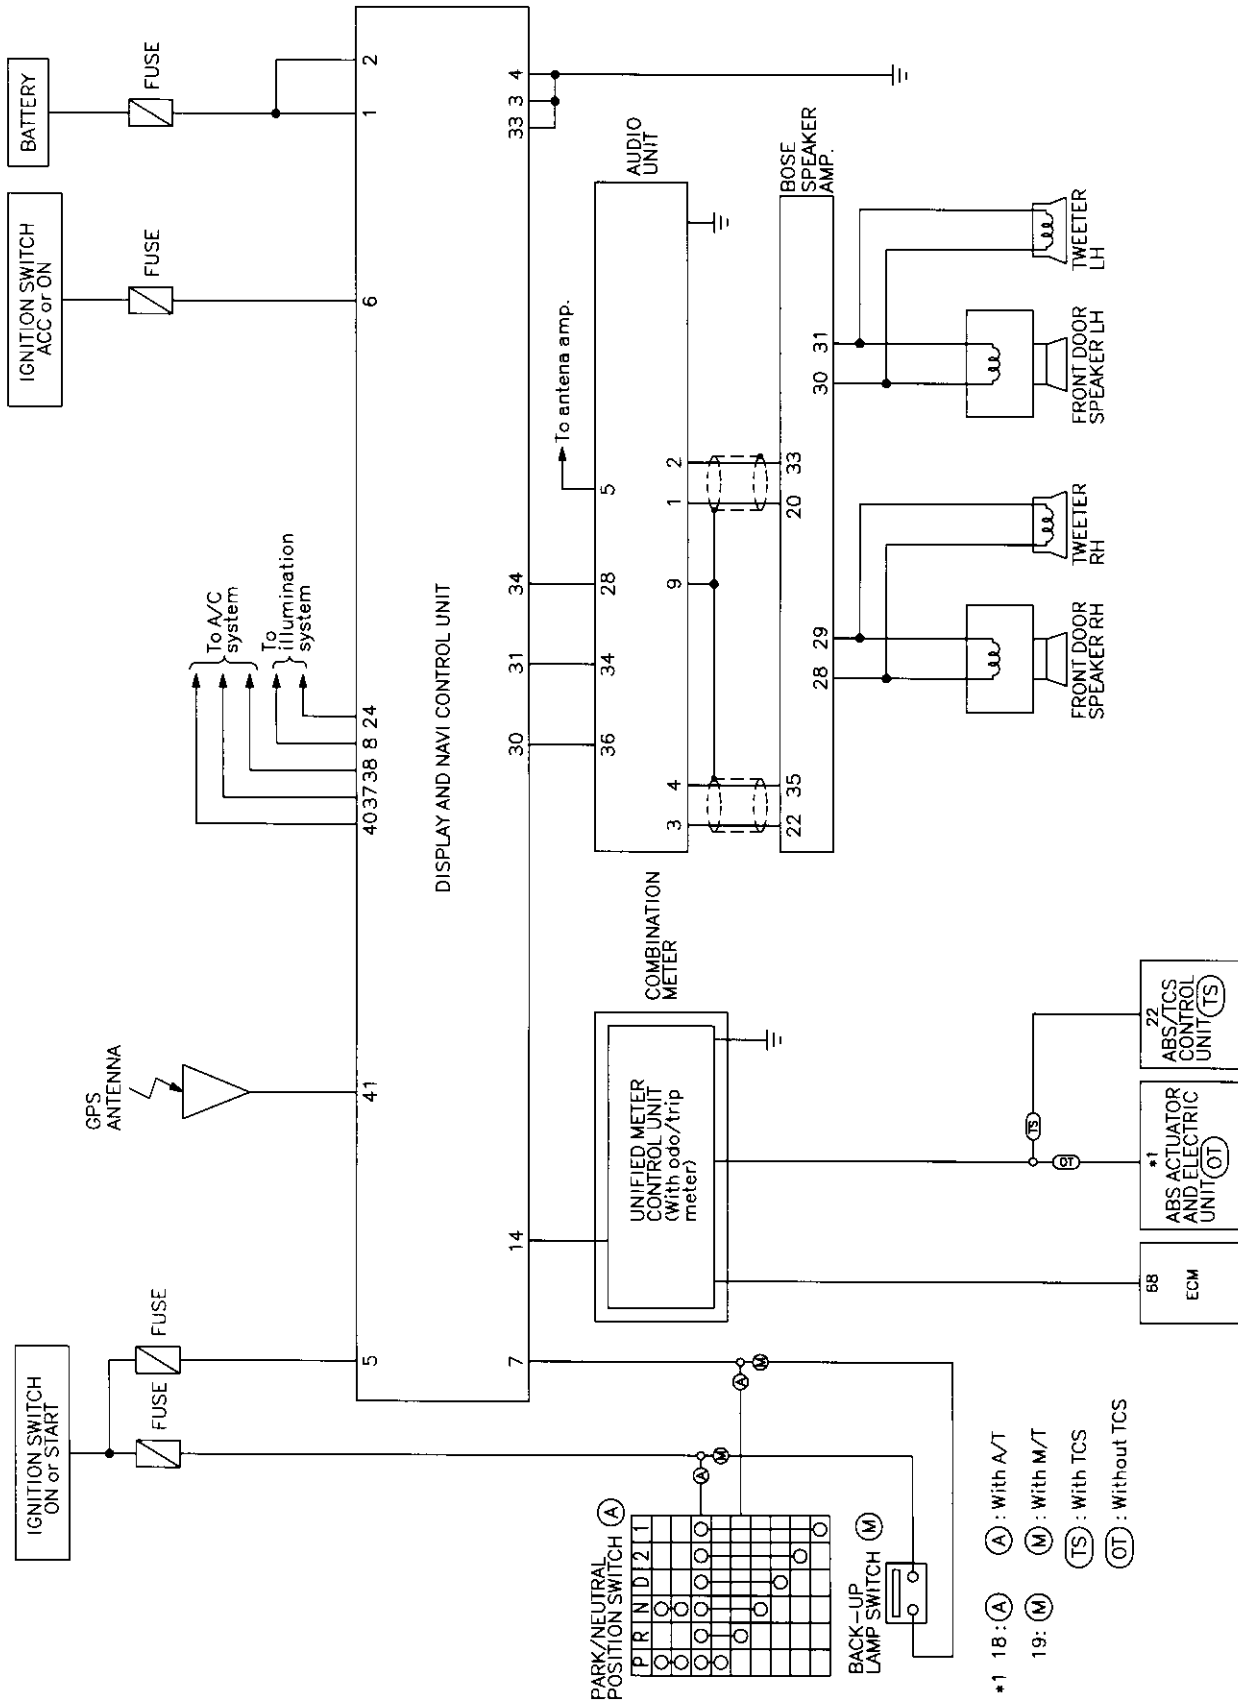 IGNITION SWITCH
ON or START
FUSE
FUSE
GPS
ANTENNA
To A/C
system
To
illumination
system
IGNITION SWITCH
ACC or ON
FUSE
BATTERY
FUSE
5
41
40 37 38 8 24
6
1
2
DISPLAY AND NAVI CONTROL UNIT
7
14
30
31
34
33
3
4
PARK/NEUTRAL
POSITION SWITCH A
P R N D 2 1
A
M
A
M
BACK-UP
LAMP SWITCH M
COMBINATION
METER
UNIFIED METER
CONTROL UNIT
(With odo/trip
meter)
To antena amp.
AUDIO
UNIT
36
34
28
5
3
4
9
1
2
BOSE
SPEAKER
AMP.
22
35
20
33
28
29
30
31
FRONT DOOR
SPEAKER RH
TWEETER
RH
FRONT DOOR
SPEAKER LH
TWEETER
LH
OT
TS
68
ECM
*1
ABS ACTUATOR
AND ELECTRIC
UNIT OT
22
ABS/TCS
CONTROL
UNIT TS
*1 18: A
19: M
A : With A/T
M : With M/T
TS : With TCS
OT : Without TCS